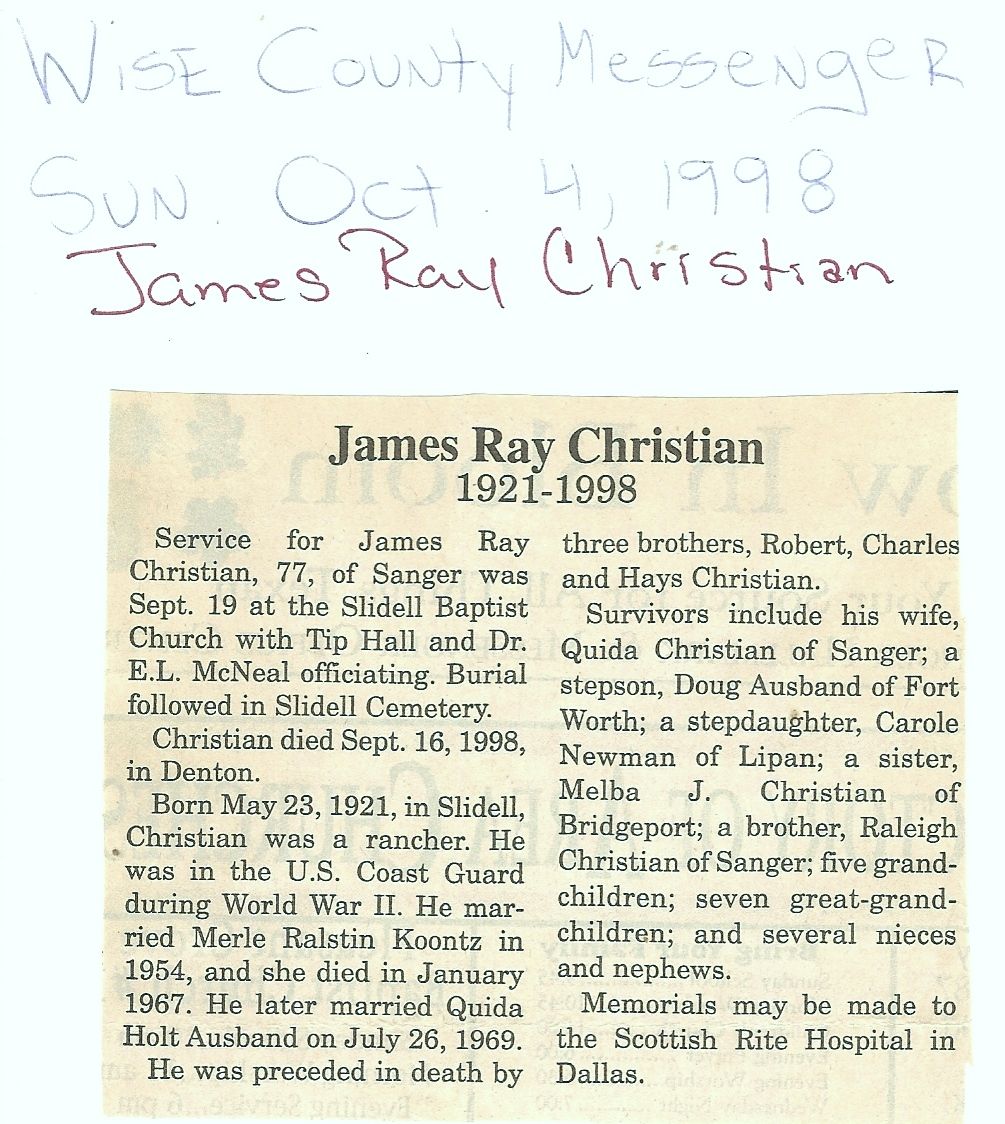 Wise County Messenger
Sun. Oct. 4, 1998
James Ray Christian
James Ray Christian
1921-1998
Service for James Ray
Christian, 77, of Sanger was
Sept. 19 at the Slidell Baptist
Church with Tip Hall and Dr.
E.L. McNeal officiating. Burial
followed in Slidell Cemetery.
Christian died Sept. 16, 1998,
in Denton.
Born May 23, 1921, in Slidell,
Christian was a rancher. He
was in the U.S. Coast Guard
during World War II. He mar-
ried Merle Ralstin Koontz in
1954, and she died in January
1967. He later married Quida
Holt Ausband on July 26, 1969.
He was preceded in death by
three brothers, Robert, Charles
and Hays Christian.
Survivors include his wife,
Quida Christian of Sanger; a
stepson, Doug Ausband of Fort
Worth; a stepdaughter, Carole
Newman of Lipan; a sister,
Melba J. Christian of
Bridgeport; a brother, Raleigh
Christian of Sanger; five grand-
children; seven great-grand-
children; and several nieces
and nephews.
Memorials may be made to
the Scottish Rite Hospital in
Dallas.